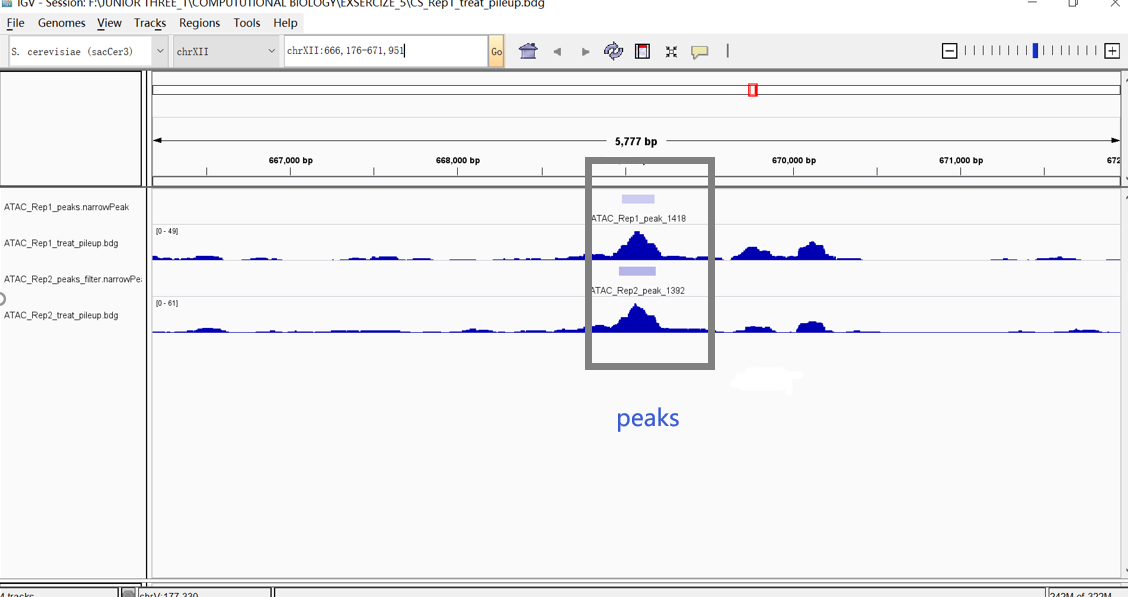 IGV - Session: F:\JUNIOR THREE_1\COMPUTUTIONAL BIOLOGY\EXSERCIZE_5\CS_Rep1_treat_pileup.bdg
File Genomes View Tracks Regions Tools Help
S. cerevisiae (sacCer3) chrXII chrXII:666,176-671,951 Go
5,777 bp
667,000 bp 668,000 bp 670,000 bp 671,000 bp 672
ATAC_Rep1_peaks.narrowPeak
ATAC_Rep1_peak_1418
[0 - 49]
ATAC_Rep1_treat_pileup.bdg
ATAC_Rep2_peaks_filter.narrowPe
ATAC_Rep2_peak_1392
[0 - 61]
ATAC_Rep2_treat_pileup.bdg
peaks
4 tracks chrV:177,330 242M of 322M